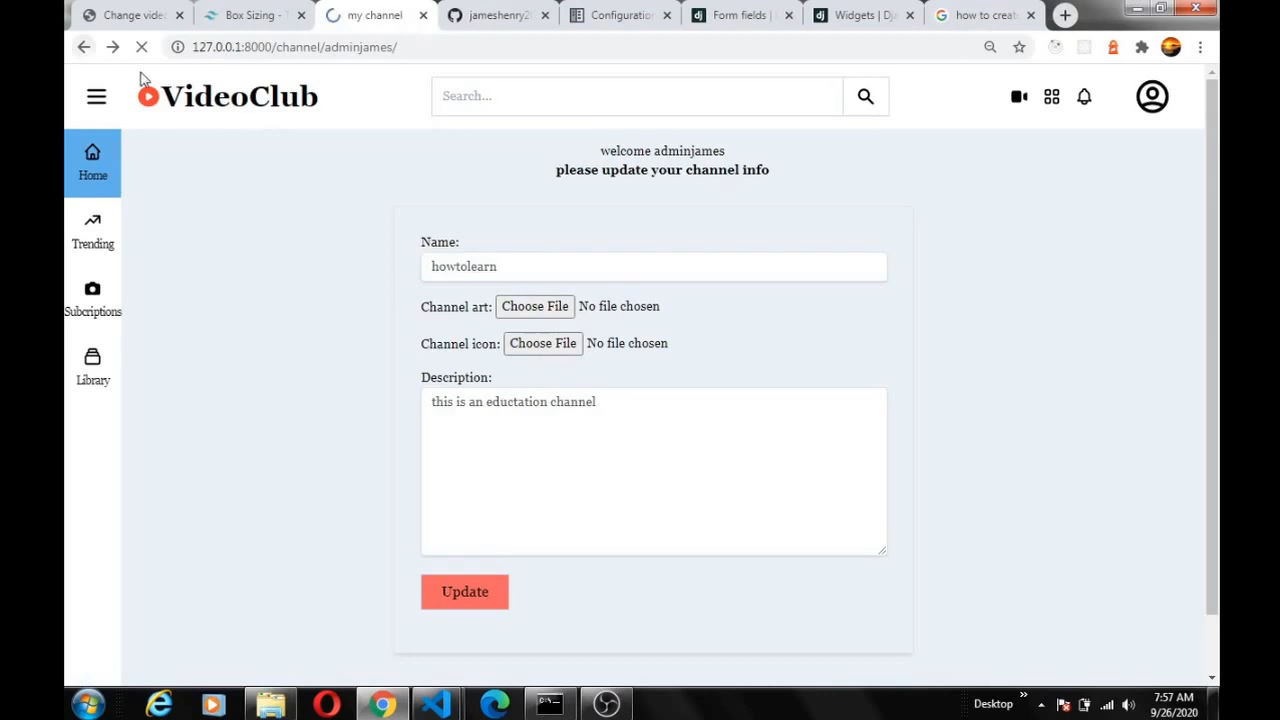 Change vide
Box Sizing - T
my channel
jameshenry2
Configuration
Form fields |
Widgets | Dja
how to create
127.0.0.1:8000/channel/adminjames/
VideoClub
Search...
Home
Trending
Subcriptions
Library
welcome adminjames
please update your channel info
Name:
howtolearn
Channel art: Choose File No file chosen
Channel icon: Choose File No file chosen
Description:
this is an eductation channel
Update
Desktop
7:57 AM
9/26/2020